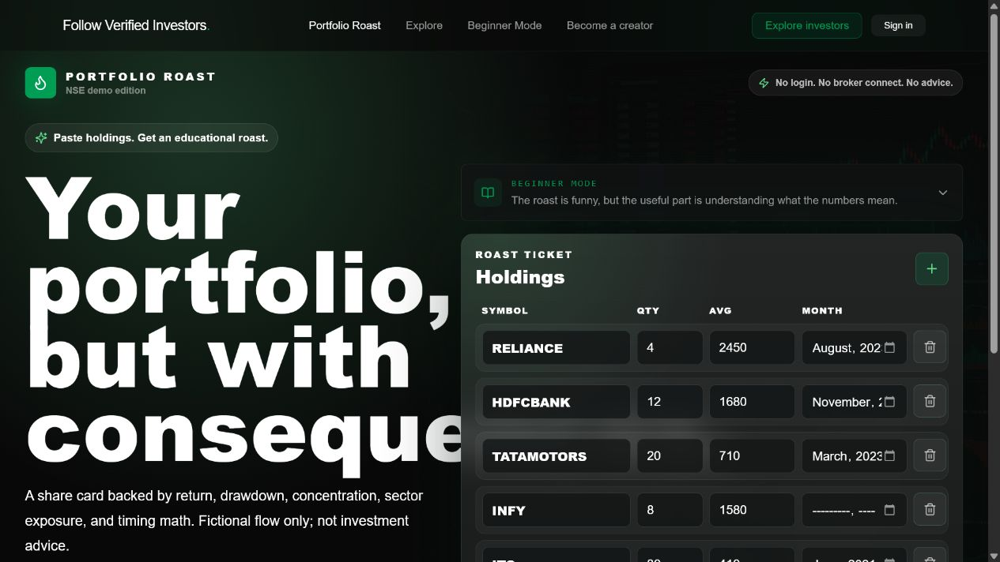 Follow Verified Investors.
Portfolio Roast
Explore
Beginner Mode
Become a creator
Explore investors
Sign in
PORTFOLIO ROAST
NSE demo edition
No login. No broker connect. No advice.
Paste holdings. Get an educational roast.
Your
portfolio,
but with
conseque
A share card backed by return, drawdown, concentration, sector
exposure, and timing math. Fictional flow only; not investment
advice.
BEGINNER MODE
The roast is funny, but the useful part is understanding what the numbers mean.
ROAST TICKET
Holdings
SYMBOL QTY AVG MONTH
RELIANCE 4 2450 August, 202
HDFCBANK 12 1680 November, 2
TATAMOTORS 20 710 March, 2023
INFY 8 1580 ---------, ----